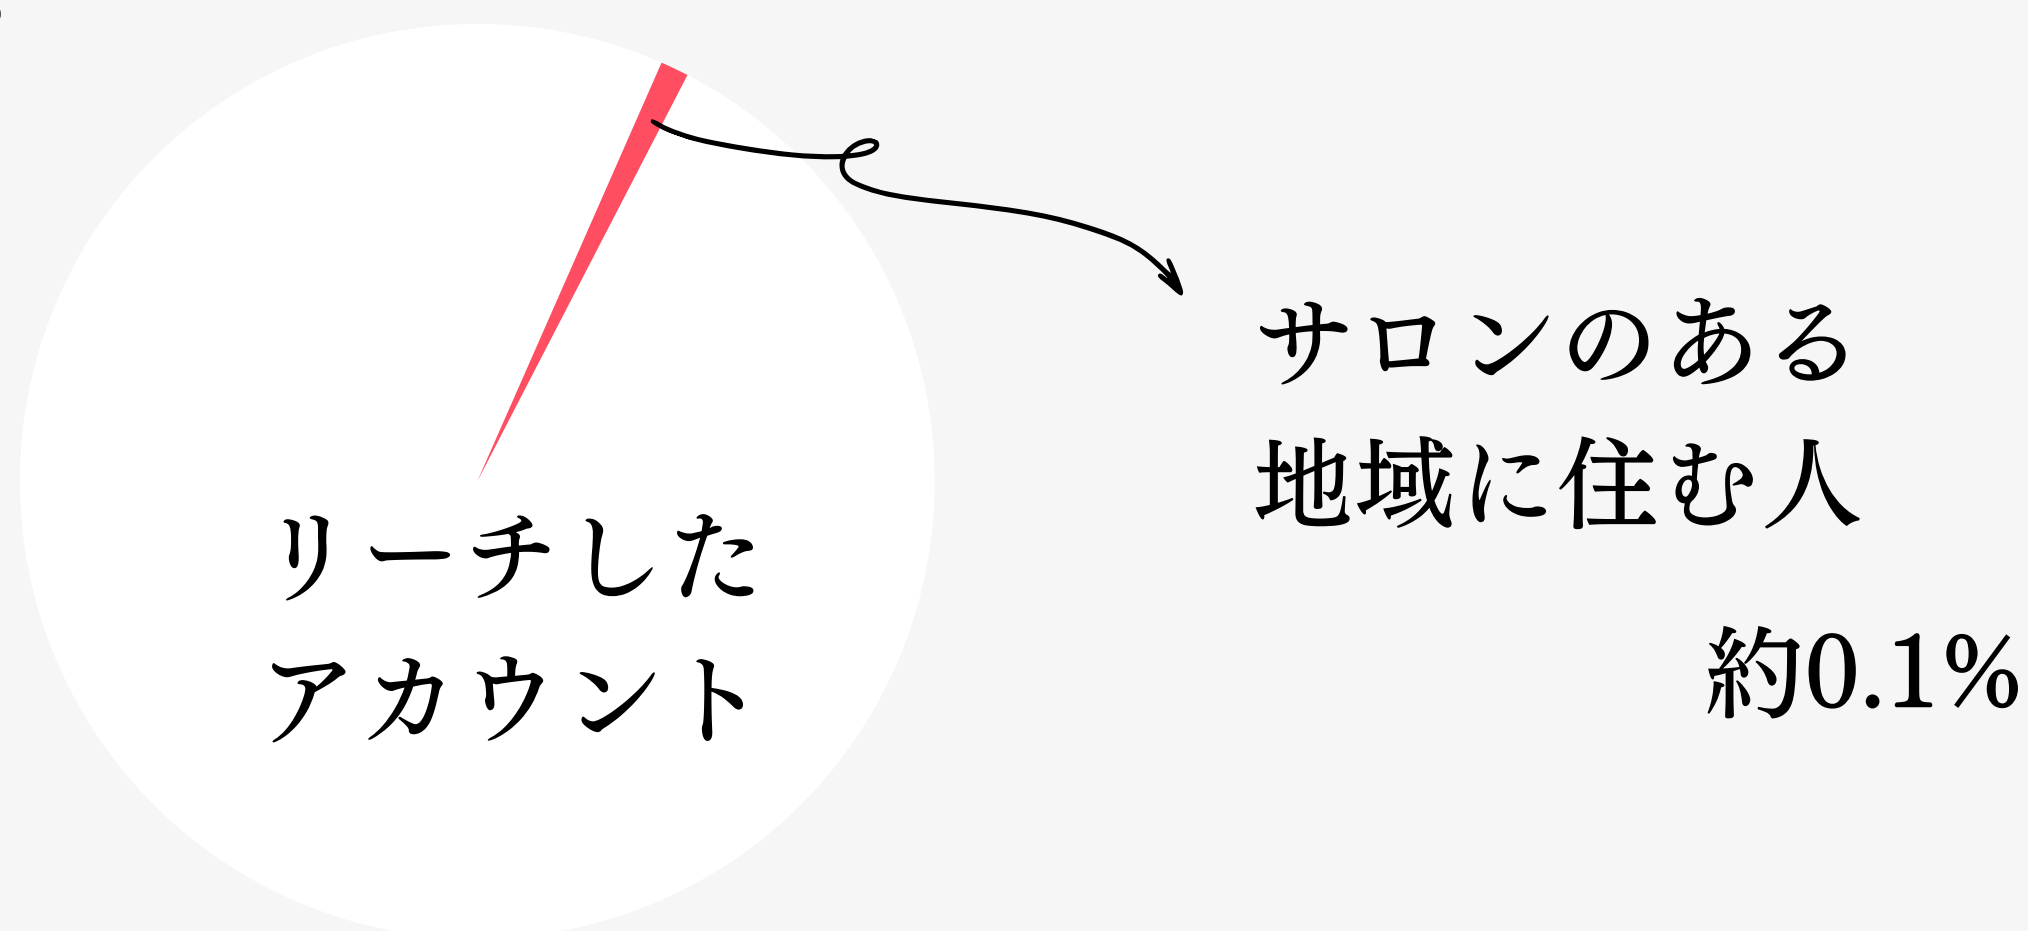 リーチした
アカウント
サロンのある
地域に住む人
約0.1%